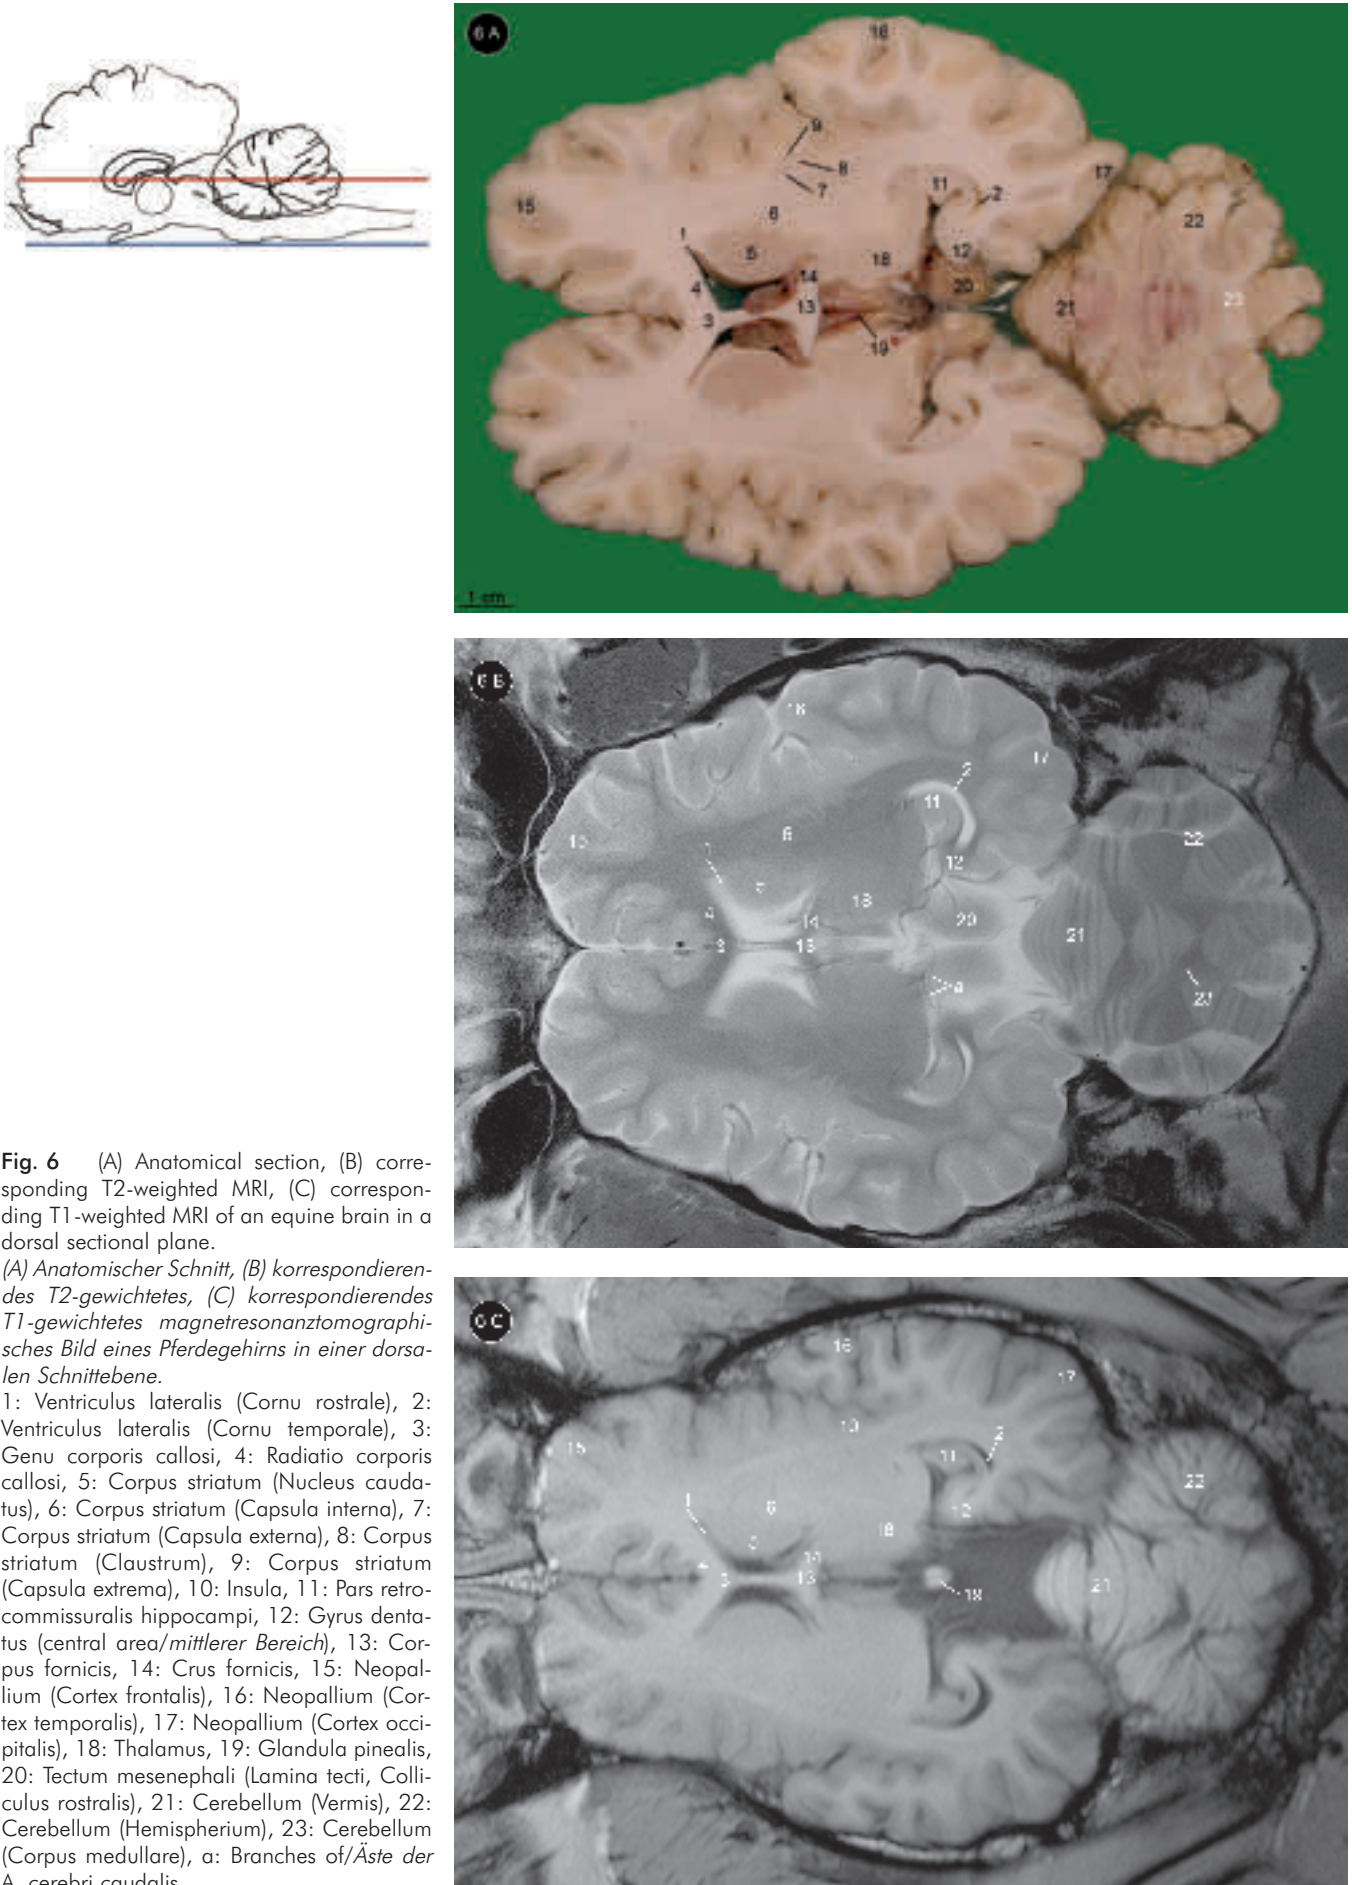 6 A
16
9
8
17
7
11
2
15
6
22
1
5
12
18
14
4
20
13
21
23
3
19
1 cm
6 B
16
2
17
11
15
6
22
1
12
5
18
4
14
20
21
3
13
a
23
6 C
16
17
10
15
2
11
22
1
6
12
5
18
14
4
3
13
21
Fig. 6 (A) Anatomical section, (B) corre-
sponding T2-weighted MRI, (C) correspon-
ding T1-weighted MRI of an equine brain in a
dorsal sectional plane.
(A) Anatomischer Schnitt, (B) korrespondieren-
des T2-gewichtetes, (C) korrespondierendes
T1-gewichtetes magnetresonanztomographi-
sches Bild eines Pferdegehirns in einer dorsa-
len Schnittebene.
1: Ventriculus lateralis (Cornu rostrale), 2:
Ventriculus lateralis (Cornu temporale), 3:
Genu corporis callosi, 4: Radiatio corporis
callosi, 5: Corpus striatum (Nucleus cauda-
tus), 6: Corpus striatum (Capsula interna), 7:
Corpus striatum (Capsula externa), 8: Corpus
striatum (Claustrum), 9: Corpus striatum
(Capsula extrema), 10: Insula, 11: Pars retro-
commissuralis hippocampi, 12: Gyrus denta-
tus (central area/mittlerer Bereich), 13: Cor-
pus fornicis, 14: Crus fornicis, 15: Neopal-
lium (Cortex frontalis), 16: Neopallium (Cor-
tex temporalis), 17: Neopallium (Cortex occi-
pitalis), 18: Thalamus, 19: Glandula pinealis,
20: Tectum mesenephali (Lamina tecti, Colli-
culus rostralis), 21: Cerebellum (Vermis), 22:
Cerebellum (Hemispherium), 23: Cerebellum
(Corpus medullare), a: Branches of/Äste der
A. cerebri caudalis